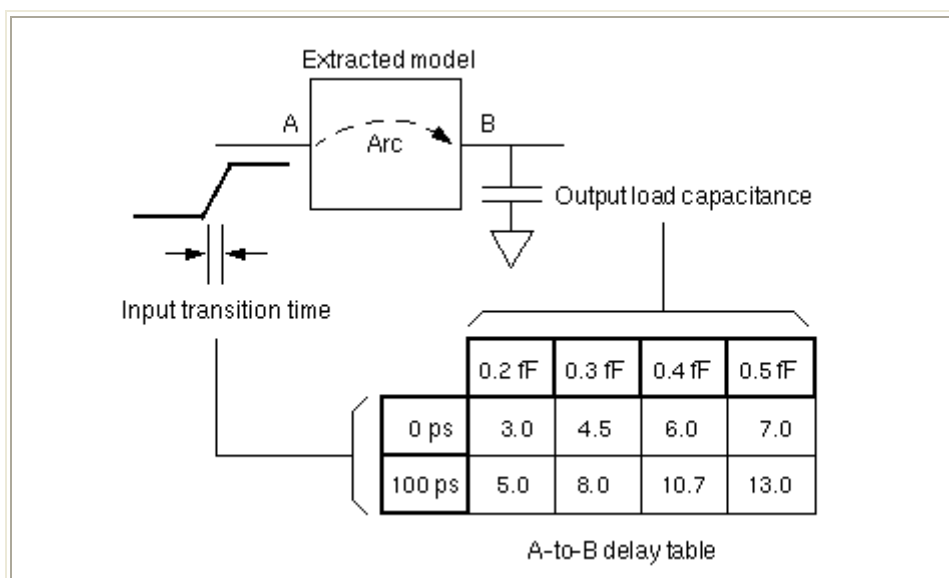 Extracted model
A
B
Arc
Output load capacitance
Input transition time
0.2 fF 0.3 fF 0.4 fF 0.5 fF
0 ps 3.0 4.5 6.0 7.0
100 ps 5.0 8.0 10.7 13.0
A-to-B delay table